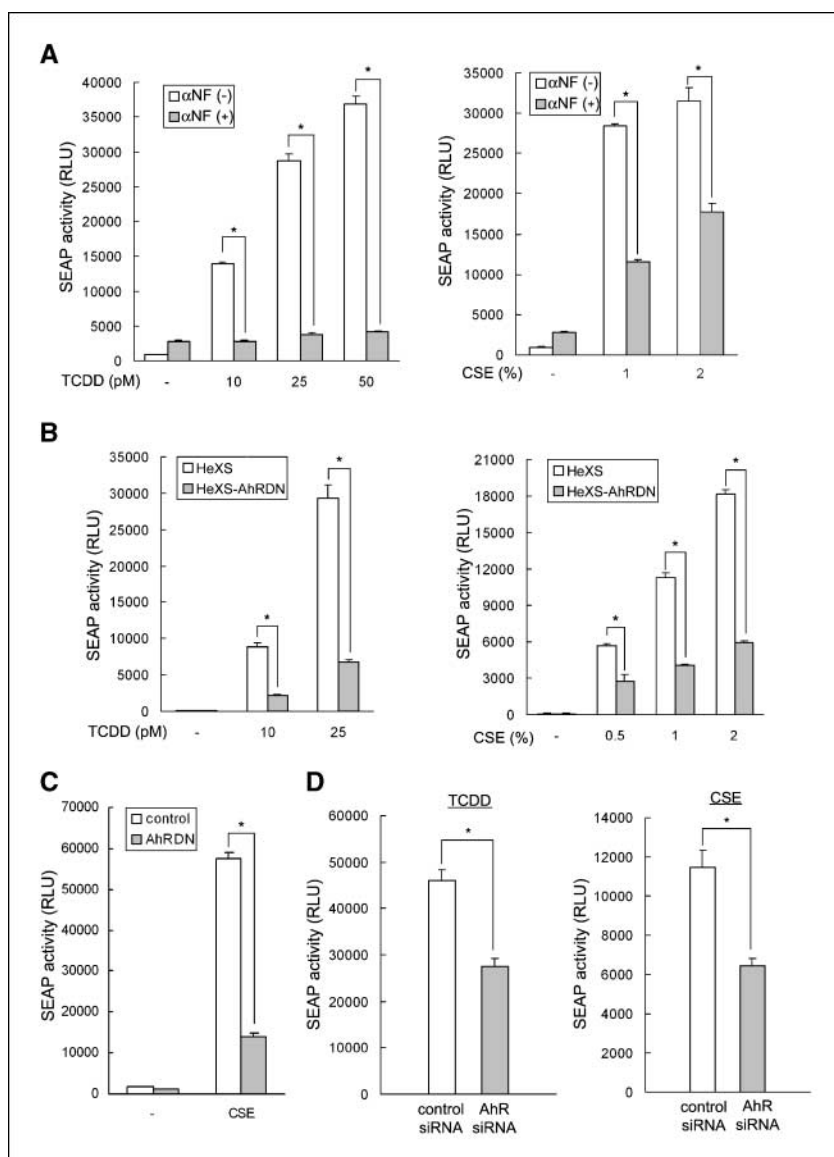 A
SEAP activity (RLU)
40000
35000
30000
25000
20000
15000
10000
5000
0
αNF (-)
αNF (+)
*
*
*
TCDD (pM)
-
10
25
50
SEAP activity (RLU)
35000
30000
25000
20000
15000
10000
5000
0
αNF (-)
αNF (+)
*
*
CSE (%)
-
1
2
B
SEAP activity (RLU)
35000
30000
25000
20000
15000
10000
5000
0
HeXS
HeXS-AhRDN
*
*
TCDD (pM)
-
10
25
SEAP activity (RLU)
21000
18000
15000
12000
9000
6000
3000
0
HeXS
HeXS-AhRDN
*
*
*
CSE (%)
-
0.5
1
2
C
SEAP activity (RLU)
70000
60000
50000
40000
30000
20000
10000
0
control
AhRDN
*
-
CSE
D
TCDD
SEAP activity (RLU)
60000
50000
40000
30000
20000
10000
0
*
control siRNA
AhR siRNA
CSE
SEAP activity (RLU)
14000
12000
10000
8000
6000
4000
2000
0
*
control siRNA
AhR siRNA